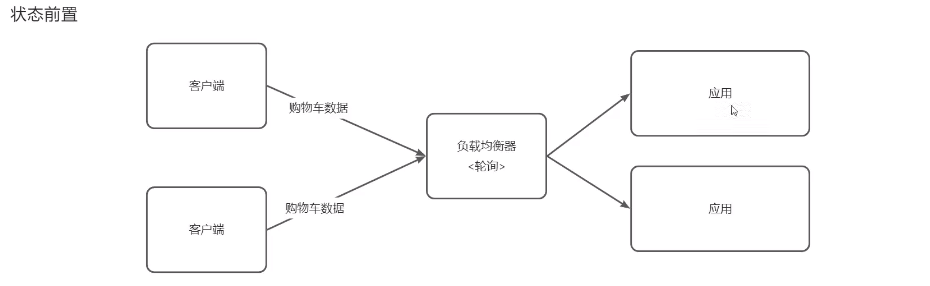 状态前置
客户端
购物车数据
应用
负载均衡器
<轮询>
购物车数据
客户端
应用